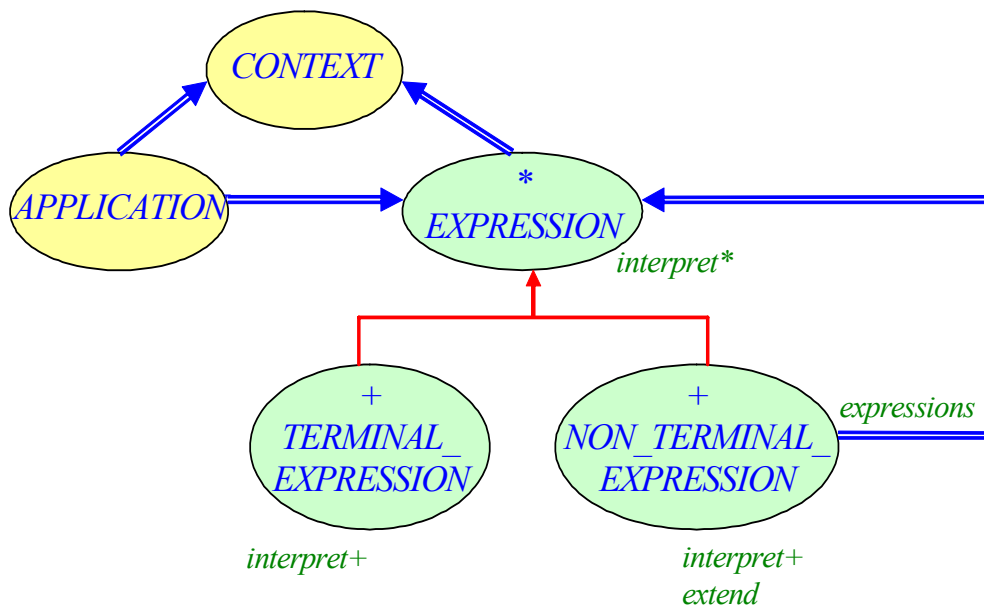 CONTEXT
APPLICATION
*
EXPRESSION
interpret*
+
TERMINAL_
EXPRESSION
interpret+
+
NON_TERMINAL_
EXPRESSION
expressions
interpret+
extend